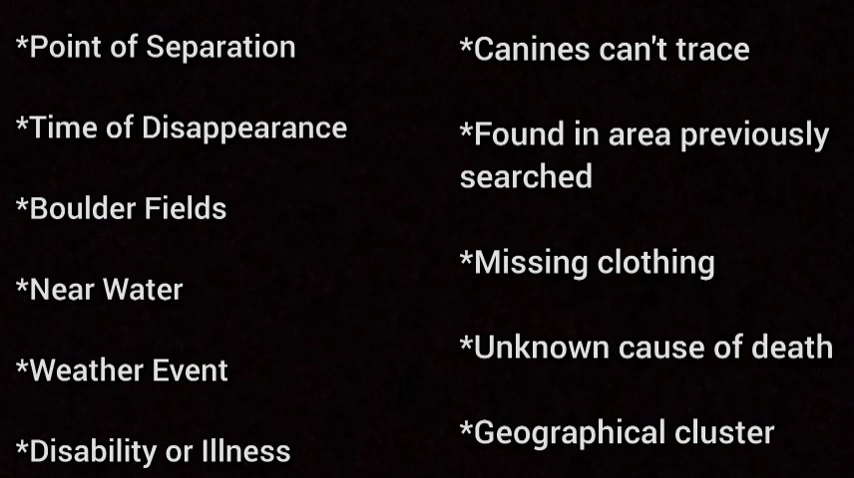 *Point of Separation
*Time of Disappearance
*Boulder Fields
*Near Water
*Weather Event
*Disability or Illness
*Canines can't trace
*Found in area previously
searched
*Missing clothing
*Unknown cause of death
*Geographical cluster